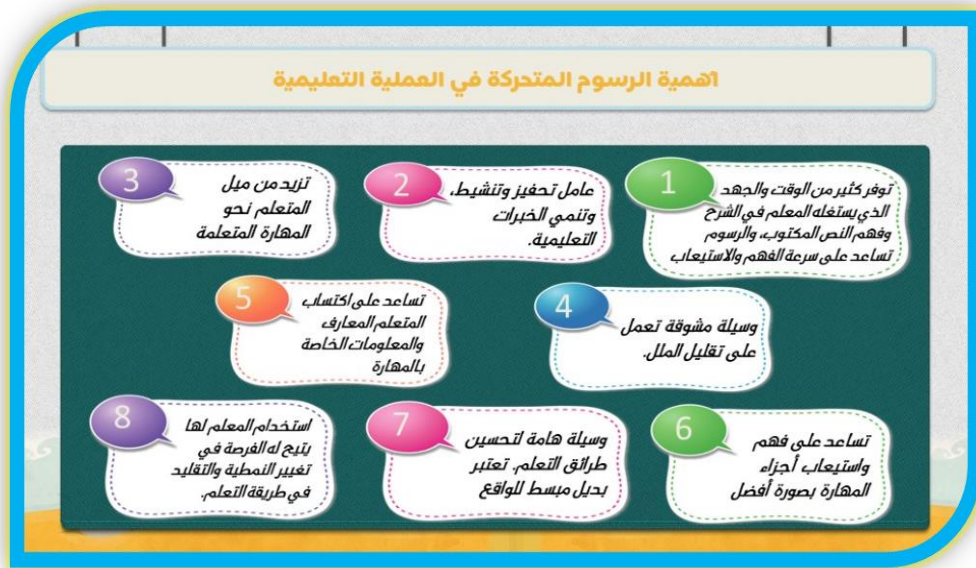 أهمية الرسوم المتحركة في العملية التعليمية
1
توفر كثير من الوقت والجهد
الذي يستغله المعلم في الشرح
وفهم النص المكتوب، والرسوم
تساعد على سرعة الفهم والاستيعاب
2
عامل تحفيز وتنشيط،
وتنمي الخبرات
التعليمية.
3
تزيد من ميل
المتعلم نحو
المهارة المتعلمة
4
وسيلة مشوقة تعمل
على تقليل الملل.
5
تساعد على اكتساب
المتعلم المعارف
والمعلومات الخاصة
بالمهارة
6
تساعد على فهم
واستيعاب أجزاء
المهارة بصورة أفضل
7
وسيلة هامة لتحسين
طرائق التعلم. تعتبر
بديل مبسط للواقع
8
استخدام المعلم لها
يتيح له الفرصة في
تغيير النمطية والتقليد
في طريقة التعلم.